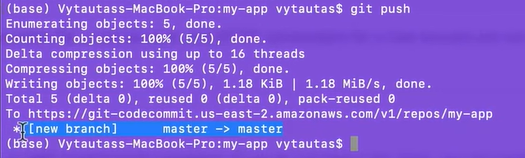 (base) Vytautass-MacBook-Pro:my-app vytautas$ git push
Enumerating objects: 5, done.
Counting objects: 100% (5/5), done.
Delta compression using up to 16 threads
Compressing objects: 100% (5/5), done.
Writing objects: 100% (5/5), 1.18 KiB | 1.18 MiB/s, done.
Total 5 (delta 0), reused 0 (delta 0), pack-reused 0
To https://git-codecommit.us-east-2.amazonaws.com/v1/repos/my-app
* [new branch] master -> master
(base) Vytautass-MacBook-Pro:my-app vytautas$